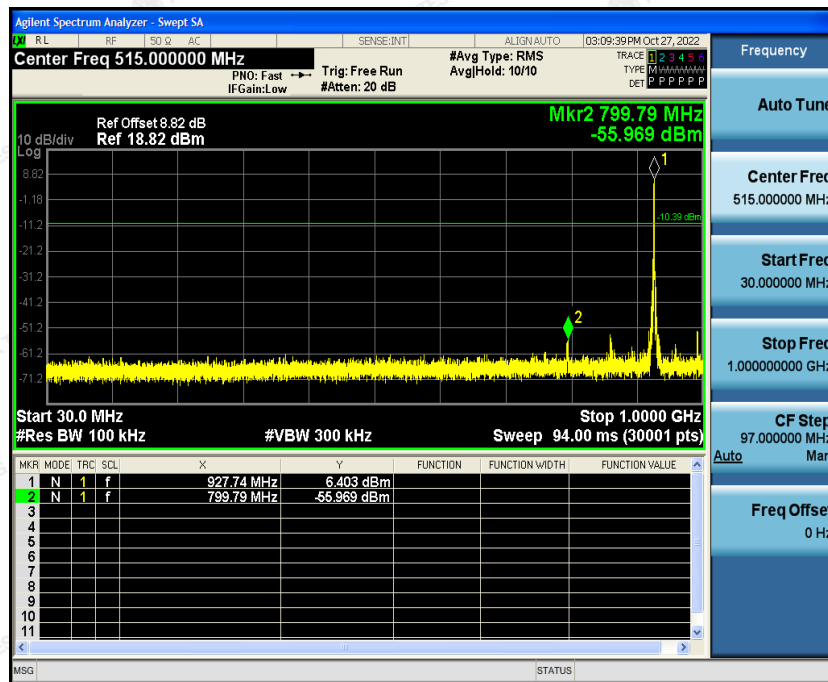 Agilent Spectrum Analyzer - Swept SA
LXI RL RF 50 Ω AC SENSE:INT ALIGN AUTO 03:09:39 PM Oct 27, 2022
Center Freq 515.000000 MHz #Avg Type: RMS TRACE 1 2 3 4 5 6
PNO: Fast Trig: Free Run Avg|Hold: 10/10 TYPE M WWWWW
IFGain:Low #Atten: 20 dB DET P P P P P P
Mkr2 799.79 MHz
Ref Offset 8.82 dB
-55.969 dBm
10 dB/div Ref 18.82 dBm
Log
1
8.82
-1.18
-10.39 dBm
-11.2
-21.2
-31.2
-41.2
2
-51.2
-61.2
-71.2
Start 30.0 MHz Stop 1.0000 GHz
#Res BW 100 kHz #VBW 300 kHz Sweep 94.00 ms (30001 pts)
MKR MODE TRC SCL X Y FUNCTION FUNCTION WIDTH FUNCTION VALUE
1 N 1 f 927.74 MHz 6.403 dBm
2 N 1 f 799.79 MHz -55.969 dBm
3
4
5
6
7
8
9
10
11
MSG STATUS
Frequency
Auto Tune
Center Freq
515.000000 MHz
Start Freq
30.000000 MHz
Stop Freq
1.000000000 GHz
CF Step
97.000000 MHz
Auto Man
Freq Offset
0 Hz